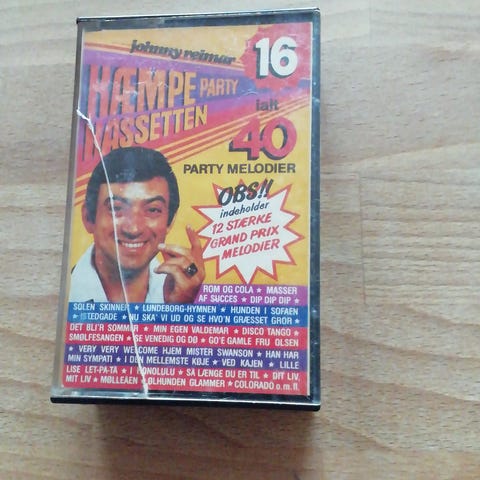 johnny reimar
16
HÆMPE PARTY
KASSETTEN
ialt
40
PARTY MELODIER
OBS!!
indeholder
12 STÆRKE
GRAND PRIX
MELODIER
ROM OG COLA ★ MASSER
AF SUCCES ★ DIP DIP DIP ★
SOLEN SKINNER ★ LUNDEBORG-HYMNEN ★ HUNDEN I SOFAEN
★ STEDGADE ★ NU SKA' VI UD OG SE HVO'N GRÆSSET GROR ★
DET BLI'R SOMMER ★ MIN EGEN VALDEMAR ★ DISCO TANGO ★
SMØLFESANGEN ★ SE VENEDIG OG DØ ★ GO'E GAMLE FRU OLSEN
★ VERY VERY WELCOME HJEM MISTER SWANSON ★ HAN HAR
MIN SYMPATI ★ I DEN MELLEMSTE KØJE ★ VED KAJEN ★ LILLE
LISE LET-PA-TÅ ★ I HONOLULU ★ SÅ LÆNGE DU ER TIL ★ DIT LIV,
MIT LIV ★ MØLLEÅEN ★ ØLHUNDEN GLAMMER ★ COLORADO o.m.fl.